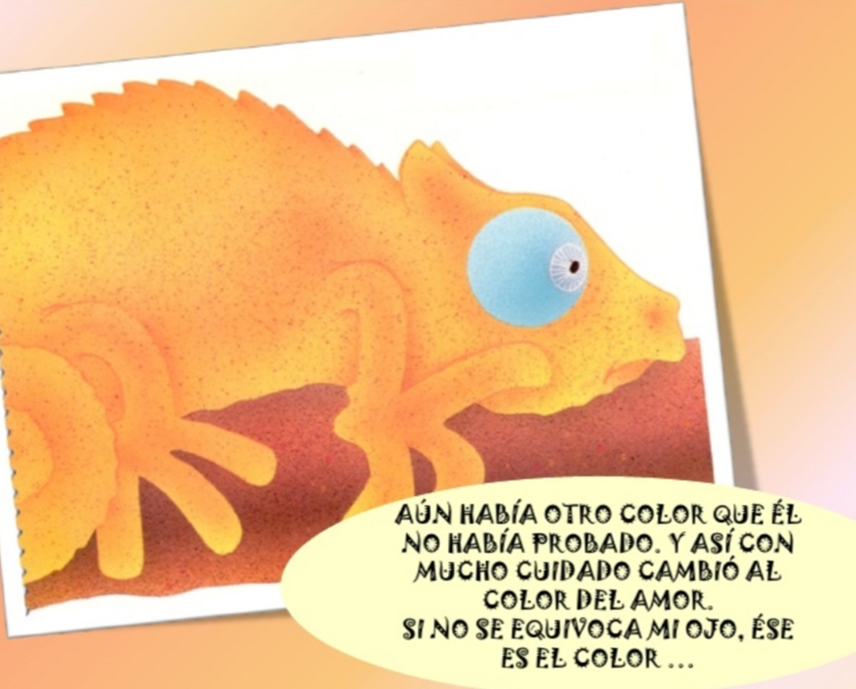 AÚN HABÍA OTRO COLOR QUE ÉL
NO HABÍA PROBADO. Y ASÍ CON
MUCHO CUIDADO CAMBIÓ AL
COLOR DEL AMOR.
SI NO SE EQUIVOCA MI OJO, ÉSE
ES EL COLOR ...